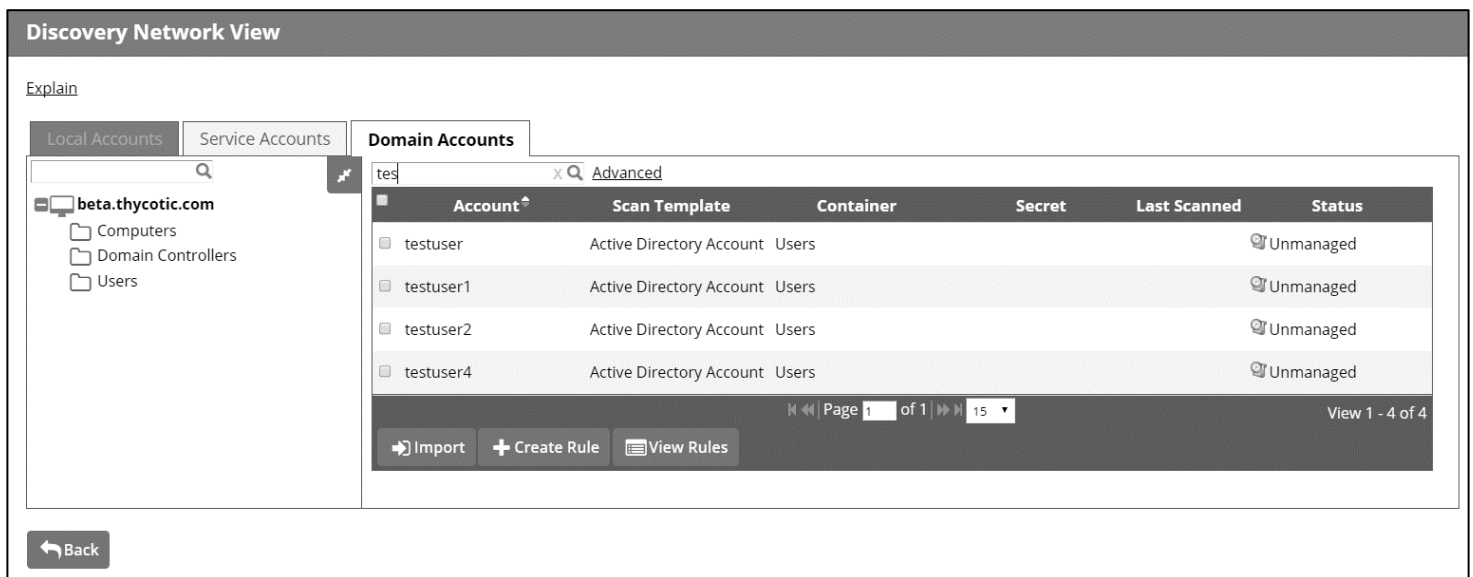 Discovery Network View
Explain
Local Accounts Service Accounts Domain Accounts
tes x Advanced
beta.thycotic.com
Computers
Domain Controllers
Users
Account Scan Template Container Secret Last Scanned Status
testuser Active Directory Account Users Unmanaged
testuser1 Active Directory Account Users Unmanaged
testuser2 Active Directory Account Users Unmanaged
testuser4 Active Directory Account Users Unmanaged
Page 1 of 1 15 View 1 - 4 of 4
Import Create Rule View Rules
Back